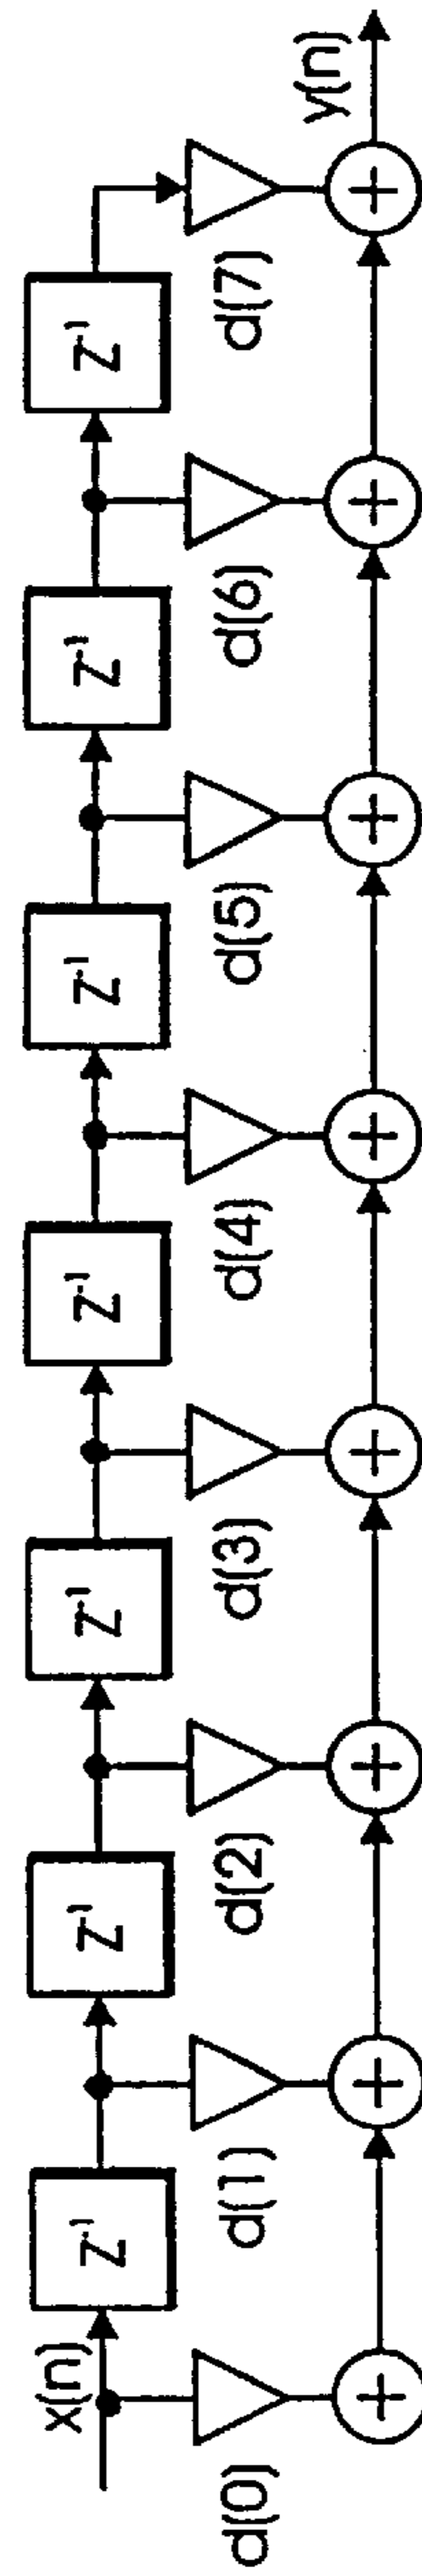 x(n)
Z-1
Z-1
Z-1
Z-1
Z-1
Z-1
Z-1
d(0)
d(1)
d(2)
d(3)
d(4)
d(5)
d(6)
d(7)
+
+
+
+
+
+
+
+
y(n)